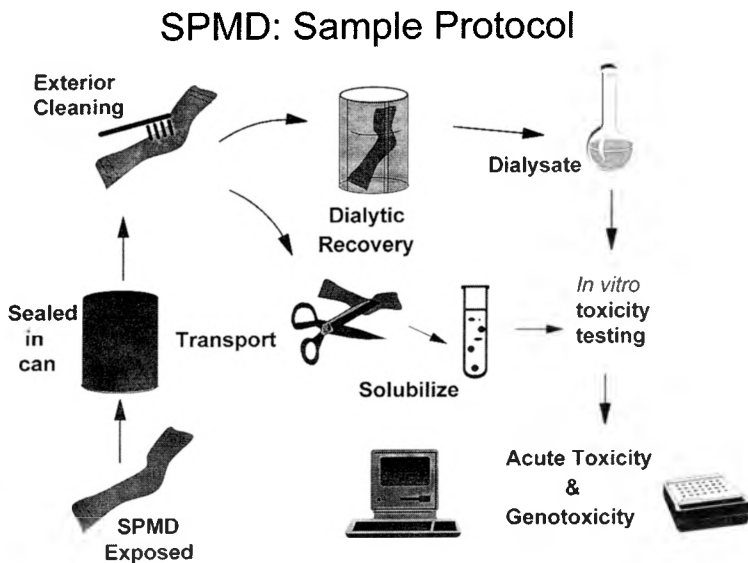 SPMD: Sample Protocol
Exterior
Cleaning
Dialysate
Dialytic
Recovery
Sealed
in
can
Transport
Solubilize
In vitro
toxicity
testing
SPMD
Exposed
Acute Toxicity
&
Genotoxicity